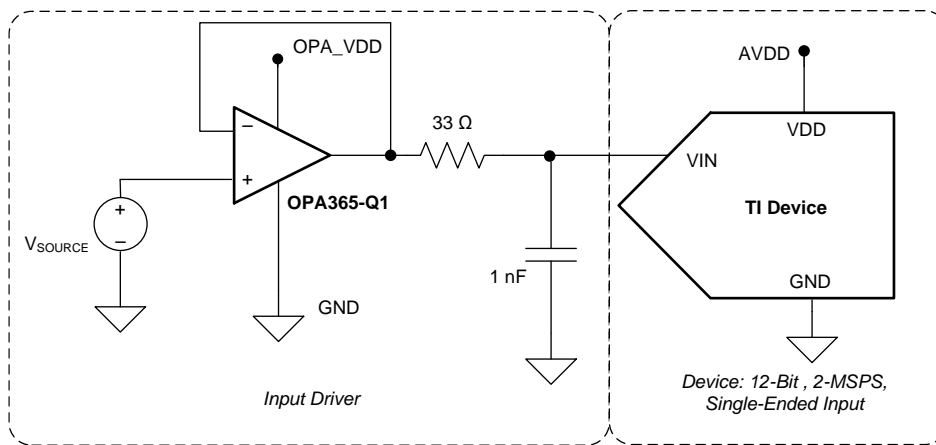 OPA_VDD
AVDD
33 Ω
VDD
−
VIN
+
OPA365-Q1
TI Device
+
−
VSOURCE
1 nF
GND
GND
Input Driver
Device: 12-Bit , 2-MSPS,
Single-Ended Input